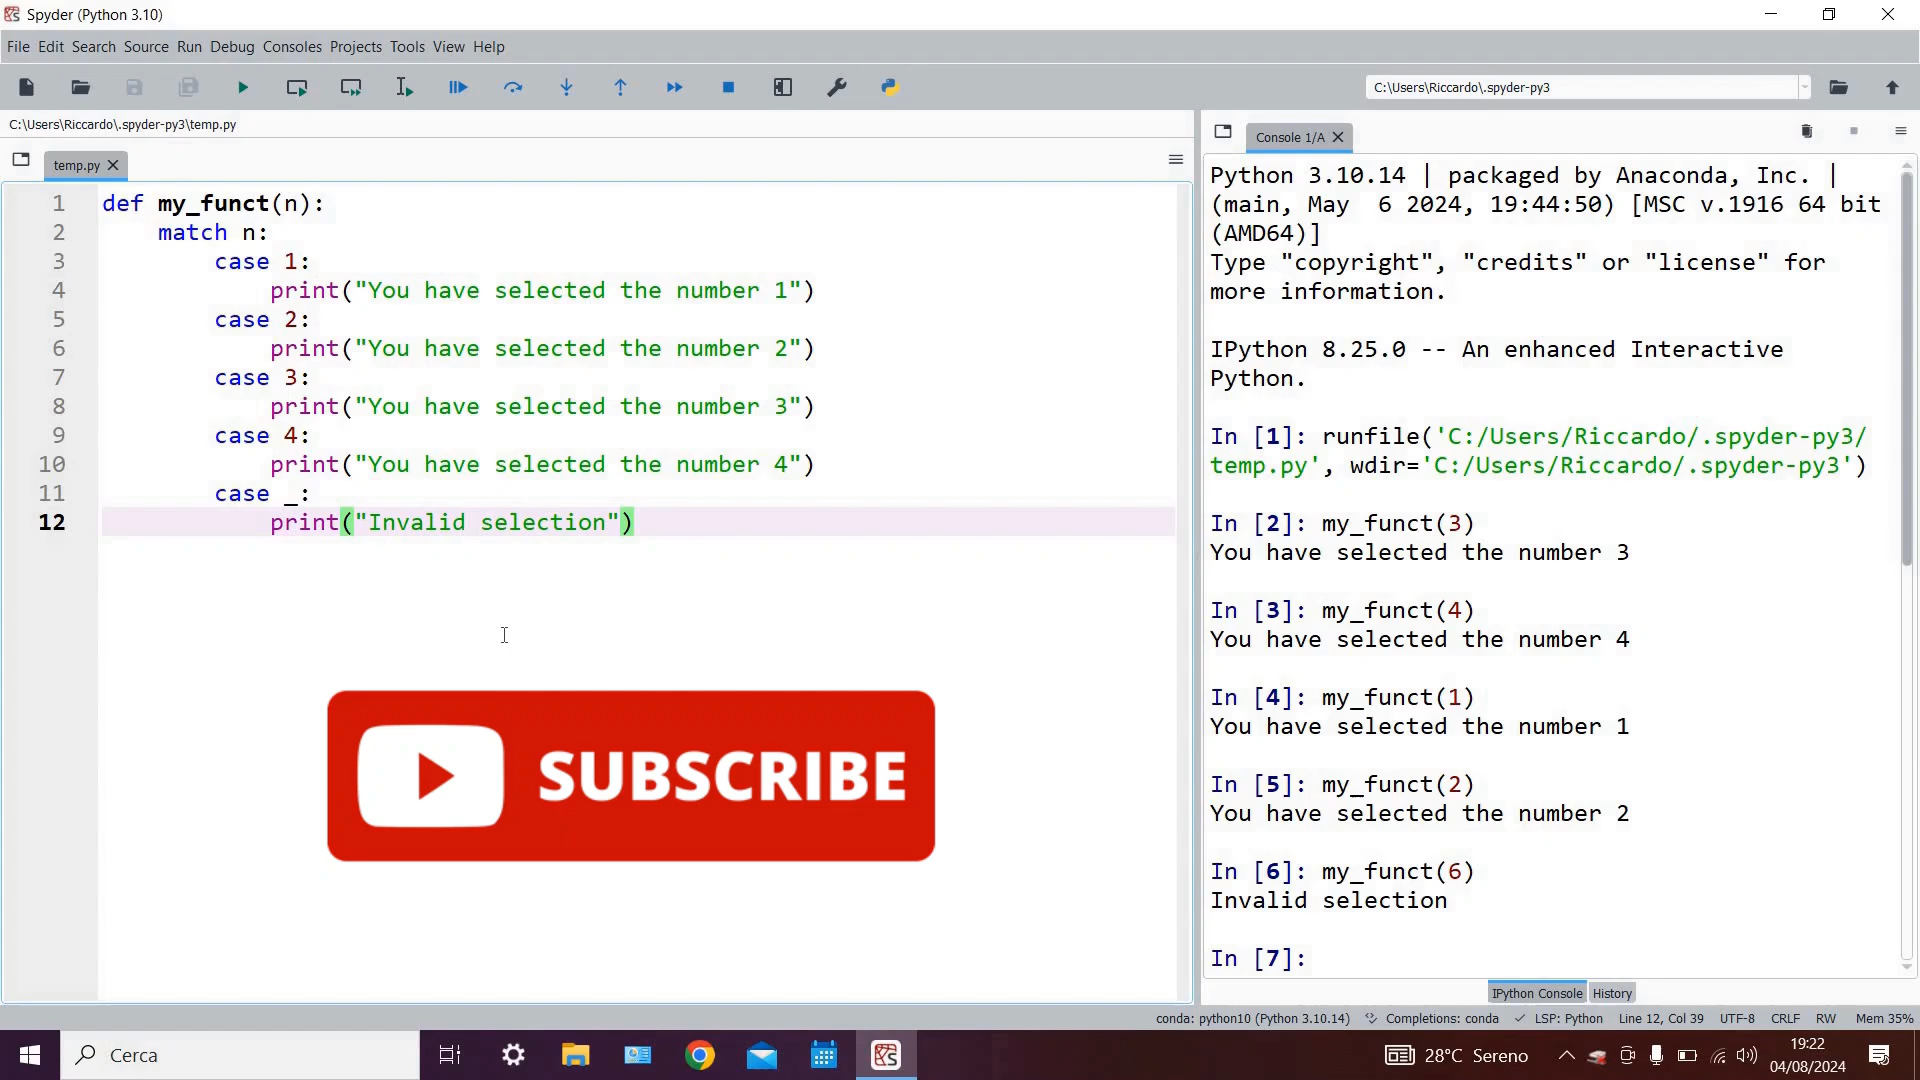 Spyder (Python 3.10)
File Edit Search Source Run Debug Consoles Projects Tools View Help
C:\Users\Riccardo\.spyder-py3
C:\Users\Riccardo\.spyder-py3\temp.py
temp.py
1 def my_funct(n):
2 match n:
3 case 1:
4 print("You have selected the number 1")
5 case 2:
6 print("You have selected the number 2")
7 case 3:
8 print("You have selected the number 3")
9 case 4:
10 print("You have selected the number 4")
11 case _:
12 print("Invalid selection")
SUBSCRIBE
Console 1/A
Python 3.10.14 | packaged by Anaconda, Inc. |
(main, May  6 2024, 19:44:50) [MSC v.1916 64 bit
(AMD64)]
Type "copyright", "credits" or "license" for
more information.
IPython 8.25.0 -- An enhanced Interactive
Python.
In [1]: runfile('C:/Users/Riccardo/.spyder-py3/
temp.py', wdir='C:/Users/Riccardo/.spyder-py3')
In [2]: my_funct(3)
You have selected the number 3
In [3]: my_funct(4)
You have selected the number 4
In [4]: my_funct(1)
You have selected the number 1
In [5]: my_funct(2)
You have selected the number 2
In [6]: my_funct(6)
Invalid selection
In [7]:
IPython Console History
conda: python10 (Python 3.10.14) Completions: conda LSP: Python Line 12, Col 39 UTF-8 CRLF RW Mem 35%
Cerca
28°C Sereno
19:22
04/08/2024